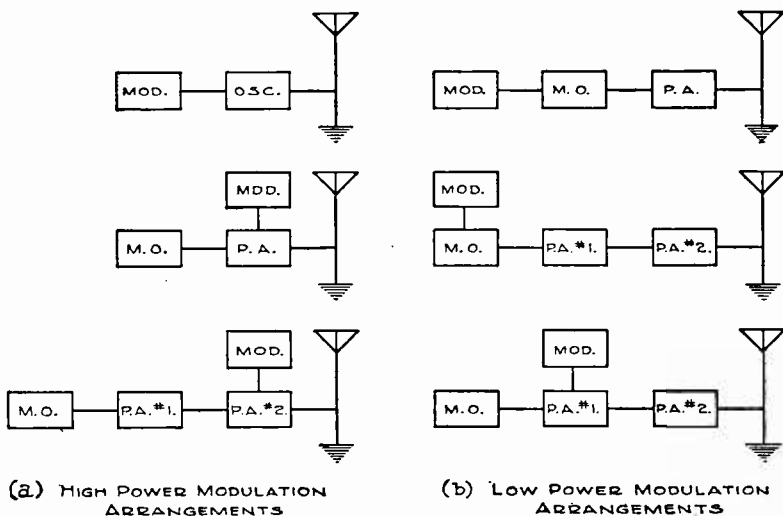 MOD.
OSC.
MOD.
M.O.
P.A.
MOD.
M.O.
P.A.#1.
P.A.#2.
(a) HIGH POWER MODULATION
ARRANGEMENTS
MOD.
M.O.
P.A.
MOD.
M.O.
P.A.#1.
P.A.#2.
MOD.
M.O.
P.A.#1.
P.A.#2.
(b) LOW POWER MODULATION
ARRANGEMENTS